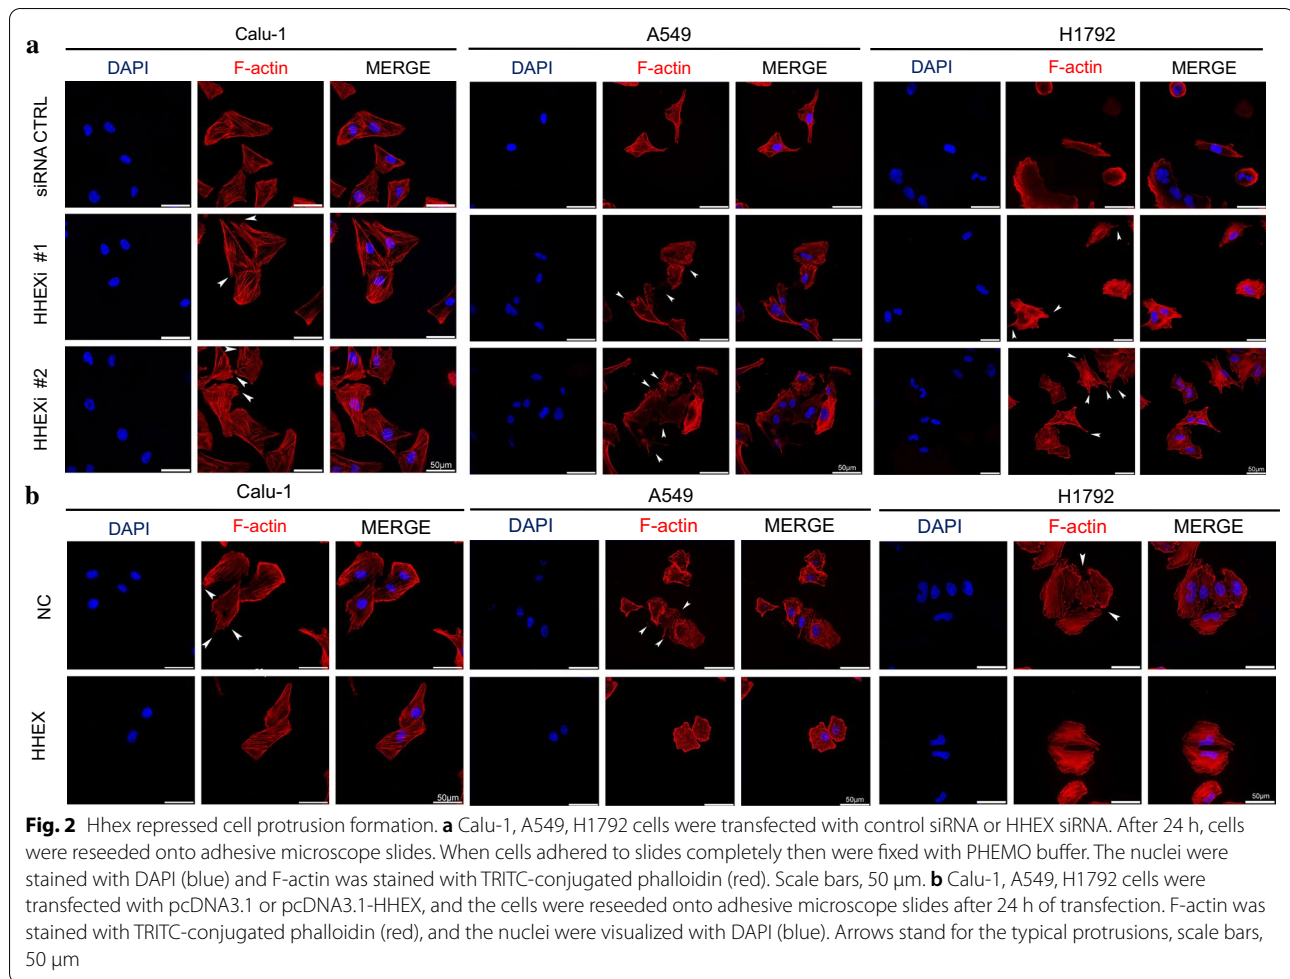 a
Calu-1 A549 H1792
DAPI F-actin MERGE DAPI F-actin MERGE DAPI F-actin MERGE
siRNA CTRL
HHEXi #1
HHEXi #2
50μm 50μm 50μm
b
Calu-1 A549 H1792
DAPI F-actin MERGE DAPI F-actin MERGE DAPI F-actin MERGE
NC
HHEX
50μm 50μm 50μm
Fig. 2 Hhex repressed cell protrusion formation. a Calu-1, A549, H1792 cells were transfected with control siRNA or HHEX siRNA. After 24 h, cells
were reseeded onto adhesive microscope slides. When cells adhered to slides completely then were fixed with PHEMO buffer. The nuclei were
stained with DAPI (blue) and F-actin was stained with TRITC-conjugated phalloidin (red). Scale bars, 50 μm. b Calu-1, A549, H1792 cells were
transfected with pcDNA3.1 or pcDNA3.1-HHEX, and the cells were reseeded onto adhesive microscope slides after 24 h of transfection. F-actin was
stained with TRITC-conjugated phalloidin (red), and the nuclei were visualized with DAPI (blue). Arrows stand for the typical protrusions, scale bars,
50 μm